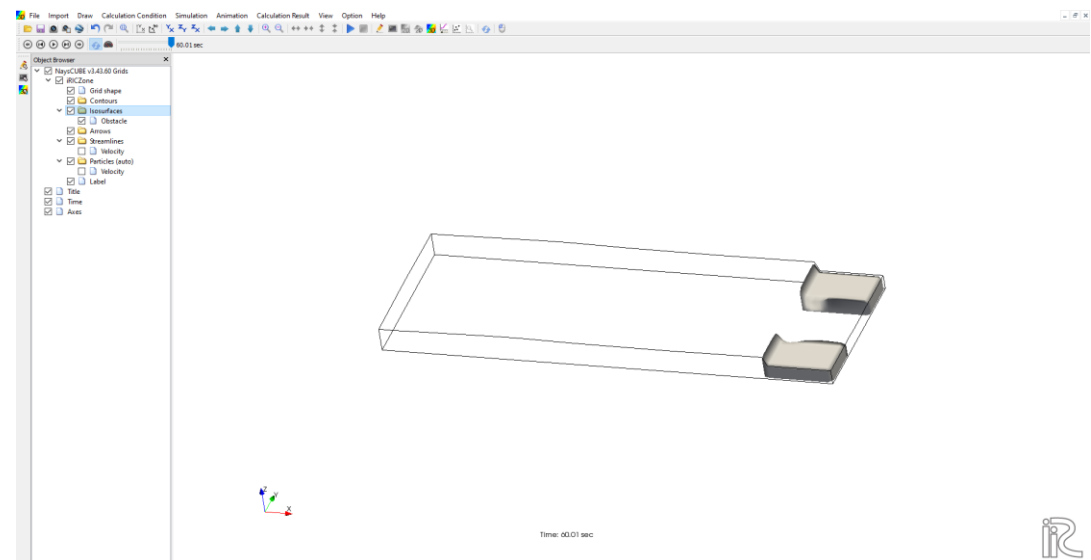 File Import Draw Calculation Condition Simulation Animation Calculation Result View Option Help
60.01 sec
Object Browser
NaysCUBE v3.43.60 Grids
iRICZone
Grid shape
Contours
Isosurfaces
Obstacle
Arrows
Streamlines
Velocity
Particles (auto)
Velocity
Label
Title
Time
Axes
Z
Y
X
Time: 60.01 sec
iRIC